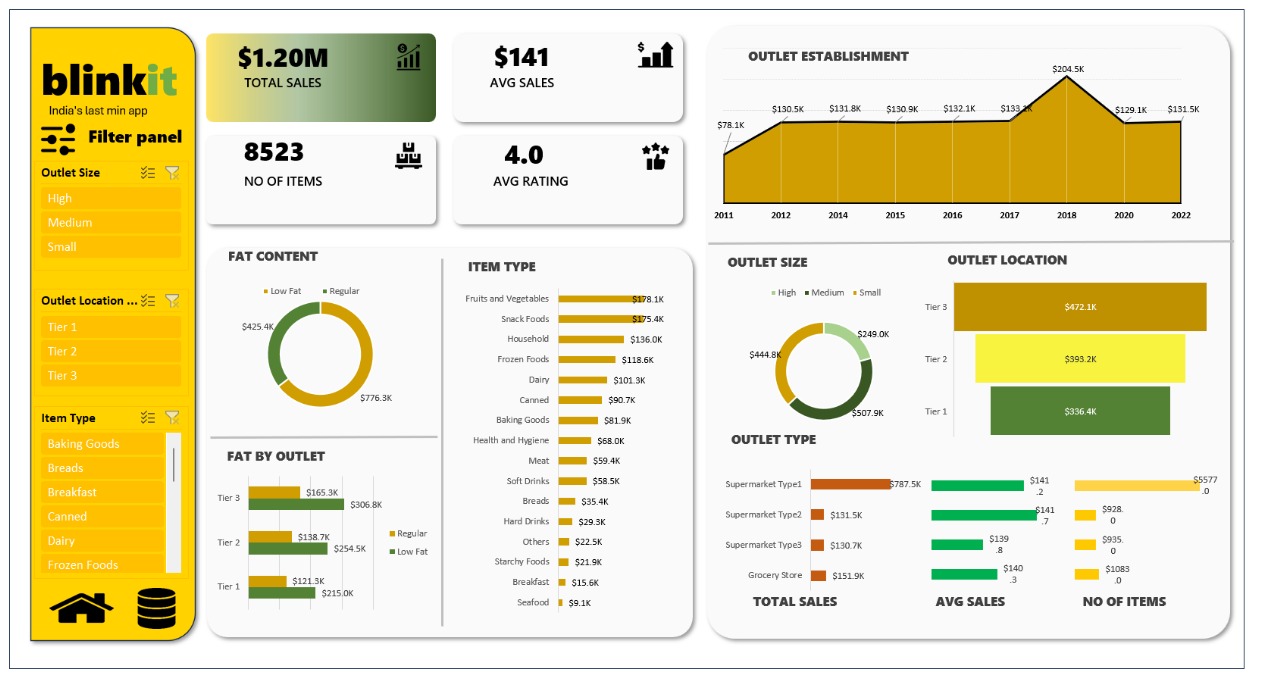 blinkit
India's last min app
Filter panel
Outlet Size
High
Medium
Small
Outlet Location ...
Tier 1
Tier 2
Tier 3
Item Type
Baking Goods
Breads
Breakfast
Canned
Dairy
Frozen Foods
$1.20M
TOTAL SALES
$141
AVG SALES
8523
NO OF ITEMS
4.0
AVG RATING
FAT CONTENT
Low Fat
Regular
$425.4K
$776.3K
FAT BY OUTLET
Tier 3
$165.3K
$306.8K
Tier 2
$138.7K
$254.5K
Tier 1
$121.3K
$215.0K
Regular
Low Fat
ITEM TYPE
Fruits and Vegetables $178.1K
Snack Foods $175.4K
Household $136.0K
Frozen Foods $118.6K
Dairy $101.3K
Canned $90.7K
Baking Goods $81.9K
Health and Hygiene $68.0K
Meat $59.4K
Soft Drinks $58.5K
Breads $35.4K
Hard Drinks $29.3K
Others $22.5K
Starchy Foods $21.9K
Breakfast $15.6K
Seafood $9.1K
OUTLET ESTABLISHMENT
$78.1K $130.5K $131.8K $130.9K $132.1K $133.1K $204.5K $129.1K $131.5K
2011 2012 2014 2015 2016 2017 2018 2020 2022
OUTLET SIZE
High Medium Small
$249.0K
$444.8K
$507.9K
OUTLET LOCATION
Tier 3 $472.1K
Tier 2 $393.2K
Tier 1 $336.4K
OUTLET TYPE
Supermarket Type1 $787.5K
Supermarket Type2 $131.5K
Supermarket Type3 $130.7K
Grocery Store $151.9K
TOTAL SALES
$141
.2
$141
.7
$139
.8
$140
.3
AVG SALES
$5577
.0
$928.
0
$935.
0
$1083
.0
NO OF ITEMS